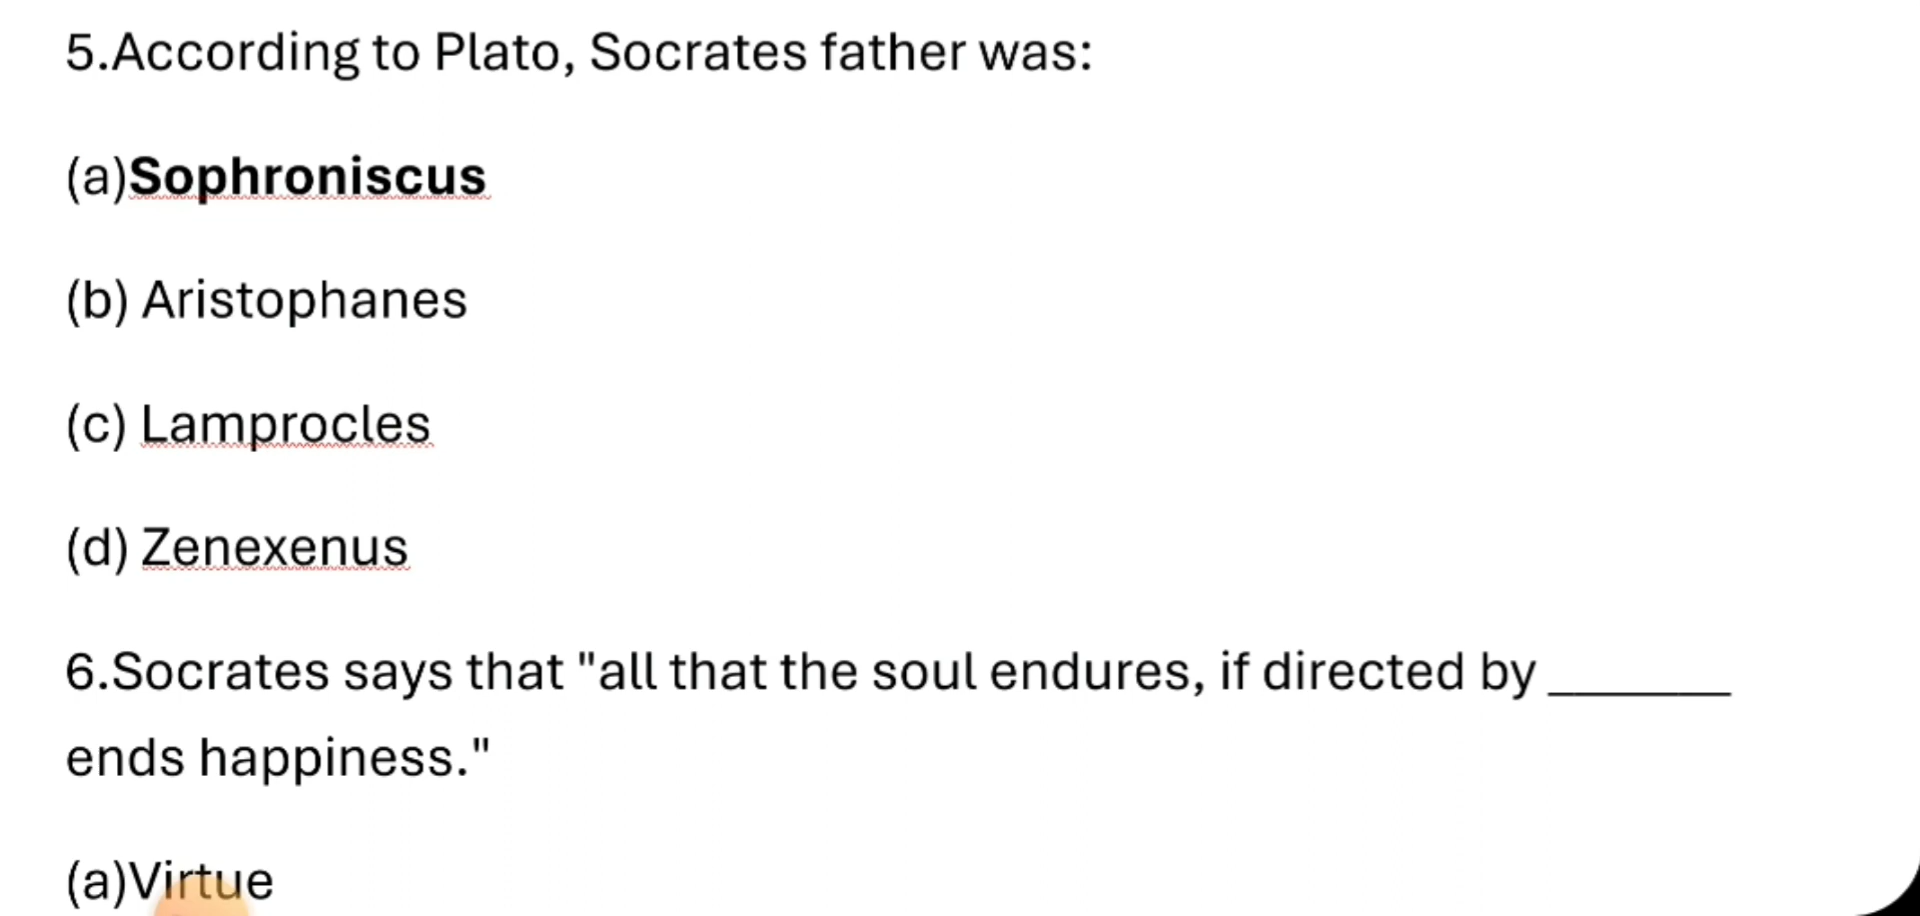 5.According to Plato, Socrates father was:
(a)Sophroniscus
(b) Aristophanes
(c) Lamprocles
(d) Zenexenus
6.Socrates says that "all that the soul endures, if directed by _______
ends happiness."
(a)Virtue